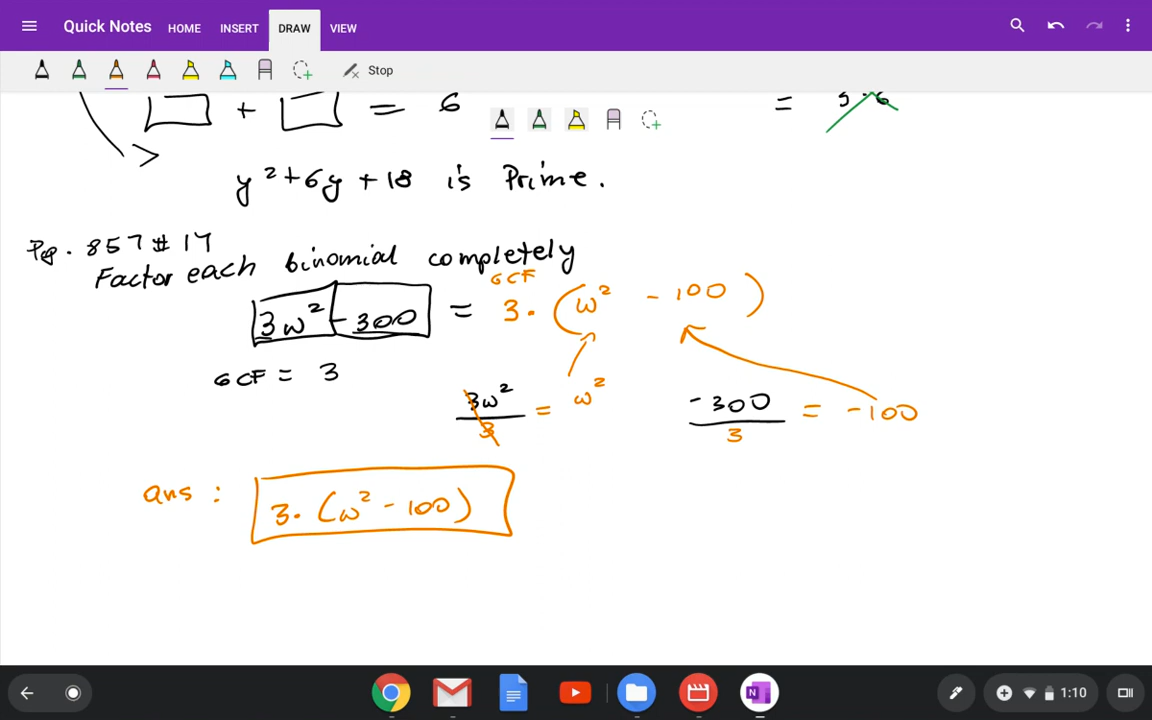 Quick Notes HOME INSERT DRAW VIEW
Stop
+ = 6 =
y²+6y+18 is Prime.
Pg. 857 # 17
Factor each binomial completely
GCF
3w² - 300 = 3·(w² - 100)
GCF = 3
3w²/3 = w² -300/3 = -100
ans: 3·(w² - 100)
1:10